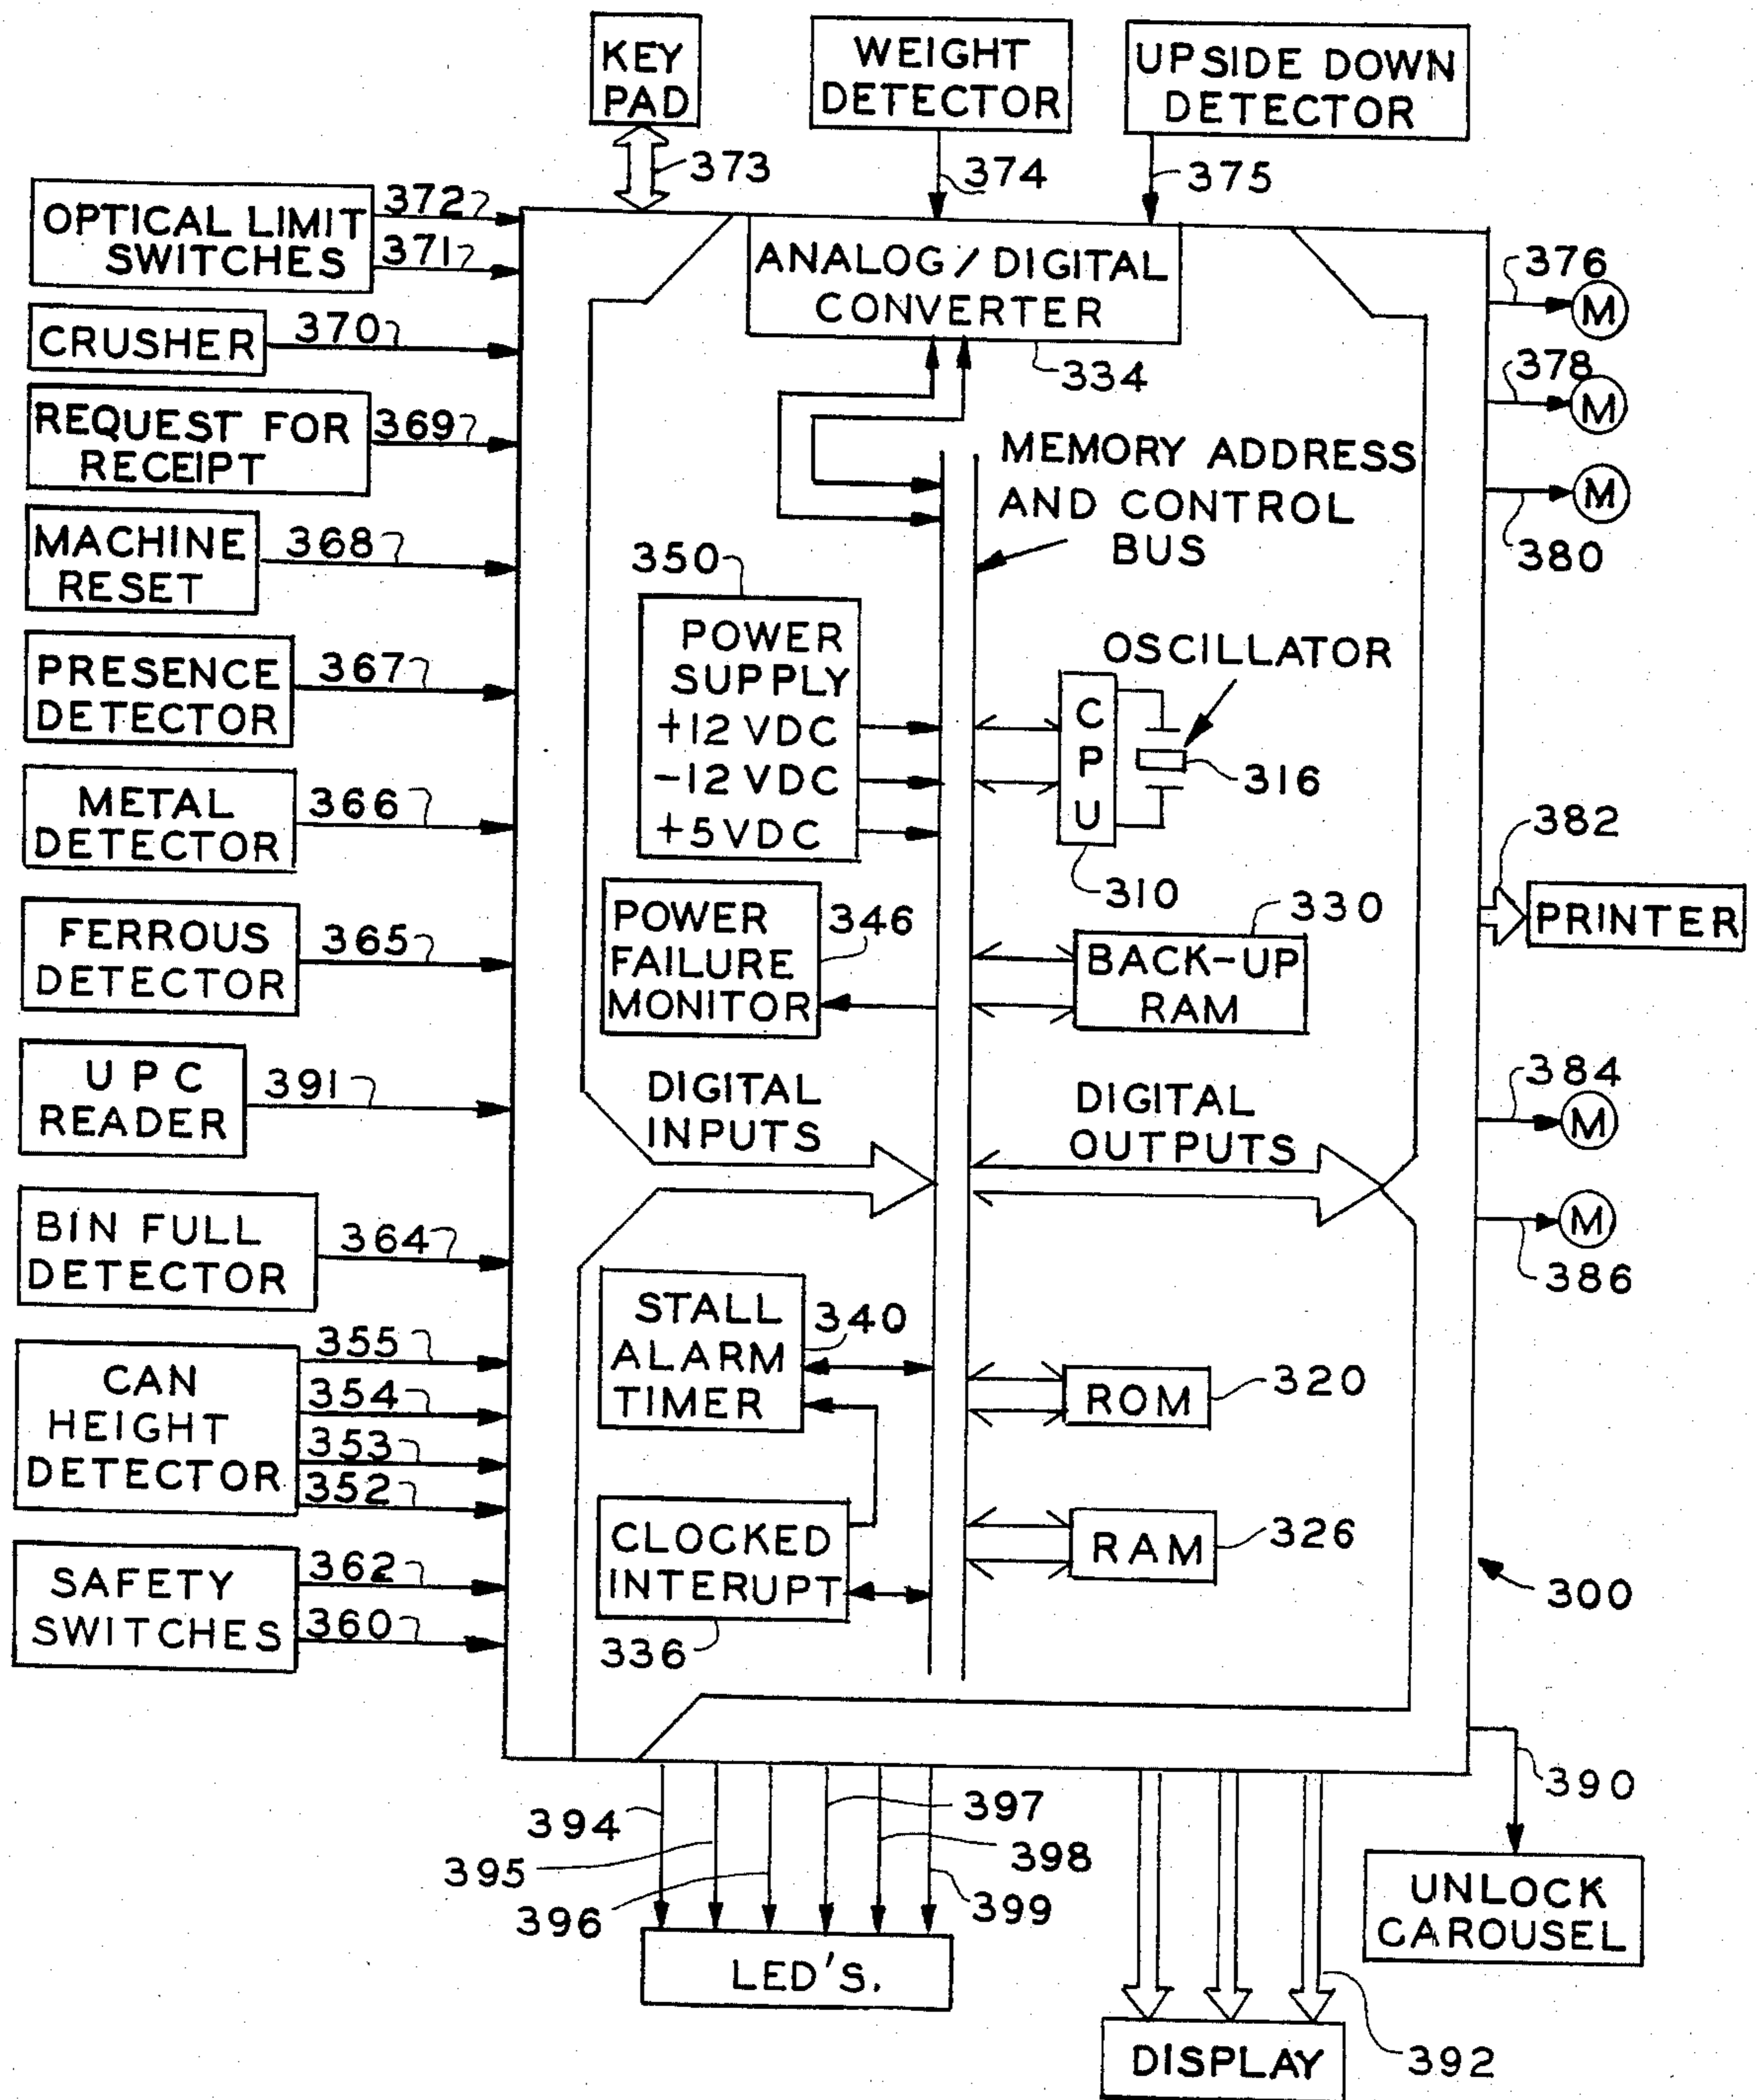 KEY
PAD
WEIGHT
DETECTOR
UPSIDE DOWN
DETECTOR
373
374
375
OPTICAL LIMIT
SWITCHES
372
371
CRUSHER
370
REQUEST FOR
RECEIPT
369
MACHINE
RESET
368
PRESENCE
DETECTOR
367
METAL
DETECTOR
366
FERROUS
DETECTOR
365
UPC
READER
391
BIN FULL
DETECTOR
364
CAN
HEIGHT
DETECTOR
355
354
353
352
SAFETY
SWITCHES
362
360
ANALOG / DIGITAL
CONVERTER
334
MEMORY ADDRESS
AND CONTROL
BUS
350
POWER
SUPPLY
+12 VDC
-12 VDC
+5 VDC
OSCILLATOR
C
P
U
316
310
POWER
FAILURE
MONITOR
346
330
BACK-UP
RAM
DIGITAL
INPUTS
DIGITAL
OUTPUTS
STALL
ALARM
TIMER
340
ROM
320
CLOCKED
INTERUPT
336
RAM
326
376
M
378
M
M
380
382
PRINTER
384
M
M
386
300
390
UNLOCK
CAROUSEL
394
395
396
397
398
399
LED'S.
DISPLAY
392